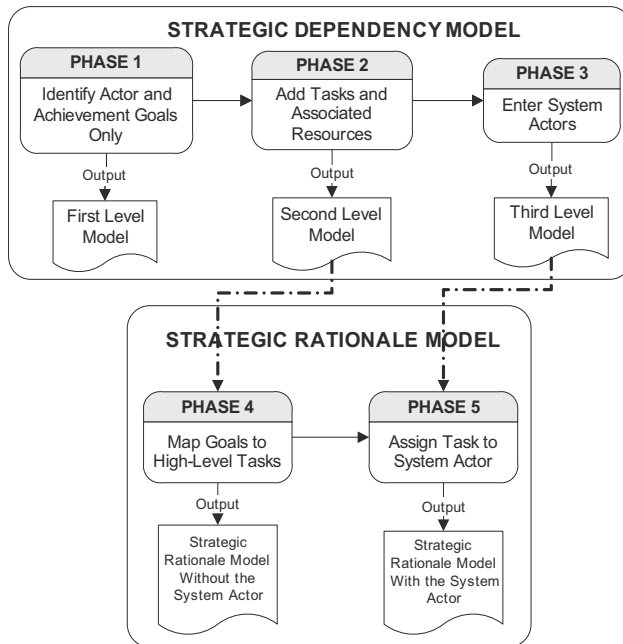 STRATEGIC DEPENDENCY MODEL
PHASE 1
Identify Actor and
Achievement Goals
Only
PHASE 2
Add Tasks and
Associated
Resources
PHASE 3
Enter System
Actors
Output
Output
Output
First Level
Model
Second Level
Model
Third Level
Model
STRATEGIC RATIONALE MODEL
PHASE 4
Map Goals to
High-Level Tasks
PHASE 5
Assign Task to
System Actor
Output
Output
Strategic
Rationale Model
Without the
System Actor
Strategic
Rationale Model
With the System
Actor